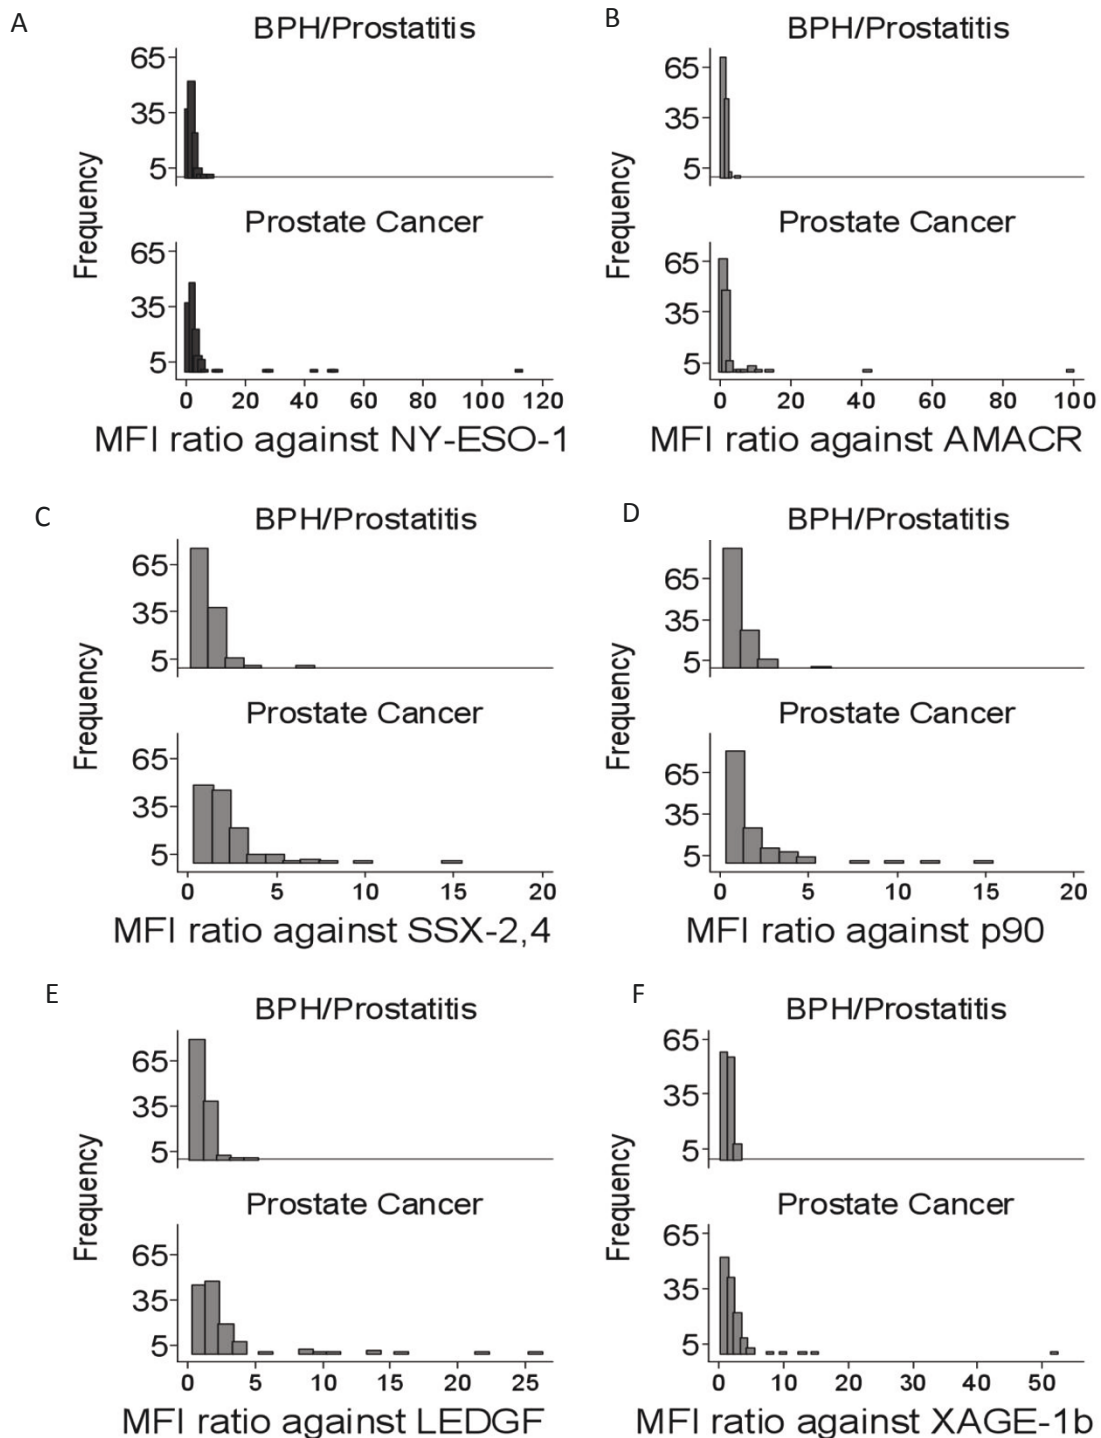 A
BPH/Prostatitis
65
35
5
Frequency
Prostate Cancer
65
35
5
0 20 40 60 80 100 120
MFI ratio against NY-ESO-1
B
BPH/Prostatitis
65
35
5
Frequency
Prostate Cancer
65
35
5
0 20 40 60 80 100
MFI ratio against AMACR
C
BPH/Prostatitis
65
35
5
Frequency
Prostate Cancer
65
35
5
0 5 10 15 20
MFI ratio against SSX-2,4
D
BPH/Prostatitis
65
35
5
Frequency
Prostate Cancer
65
35
5
0 5 10 15 20
MFI ratio against p90
E
BPH/Prostatitis
65
35
5
Frequency
Prostate Cancer
65
35
5
0 5 10 15 20 25
MFI ratio against LEDGF
F
BPH/Prostatitis
65
35
5
Frequency
Prostate Cancer
65
35
5
0 10 20 30 40 50
MFI ratio against XAGE-1b